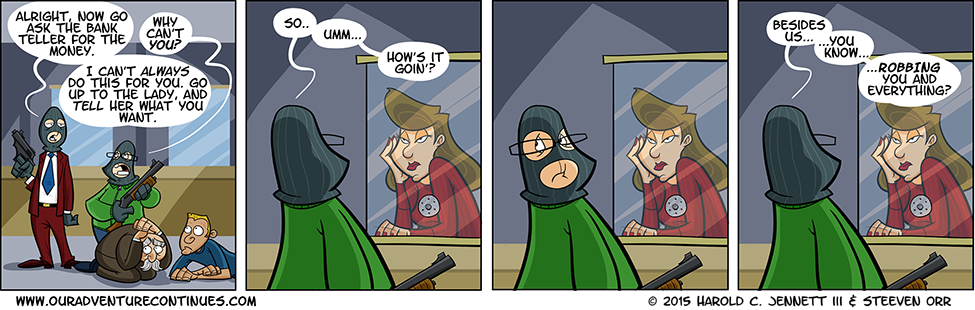 ALRIGHT, NOW GO
ASK THE BANK
TELLER FOR THE
MONEY.
WHY
CAN'T
YOU?
I CAN'T ALWAYS
DO THIS FOR YOU. GO
UP TO THE LADY, AND
TELL HER WHAT YOU
WANT.
SO..
UMM...
HOW'S IT
GOIN'?
BESIDES
US...
...YOU
KNOW...
...ROBBING
YOU AND
EVERYTHING?
WWW.OURADVENTURECONTINUES.COM
© 2015 HAROLD C. JENNETT III & STEEVEN ORR